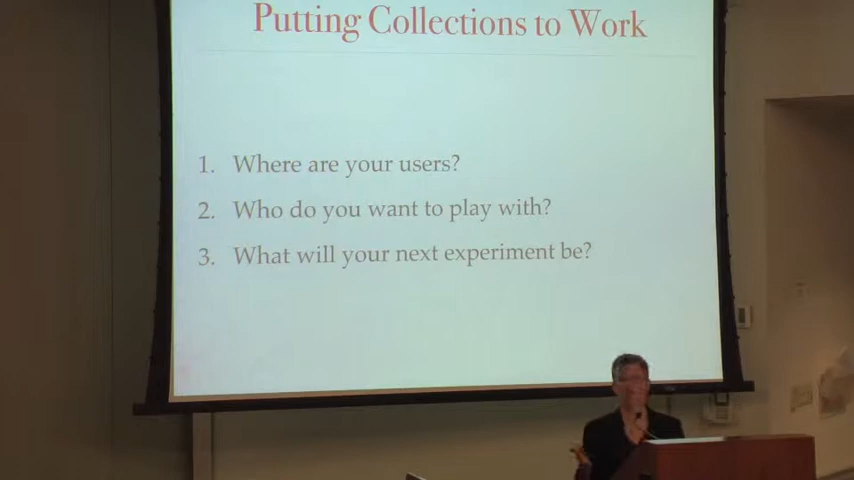 Putting Collections to Work
1. Where are your users?
2. Who do you want to play with?
3. What will your next experiment be?